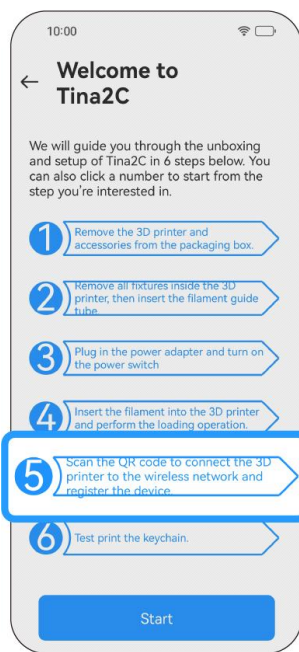 10:00
Welcome to
Tina2C
We will guide you through the unboxing
and setup of Tina2C in 6 steps below. You
can also click a number to start from the
step you're interested in.
1
Remove the 3D printer and
accessories from the packaging box.
2
Remove all fixtures inside the 3D
printer, then insert the filament guide
tube.
3
Plug in the power adapter and turn on
the power switch
4
Insert the filament into the 3D printer
and perform the loading operation.
5
Scan the QR code to connect the 3D
printer to the wireless network and
register the device.
6
Test print the keychain.
Start